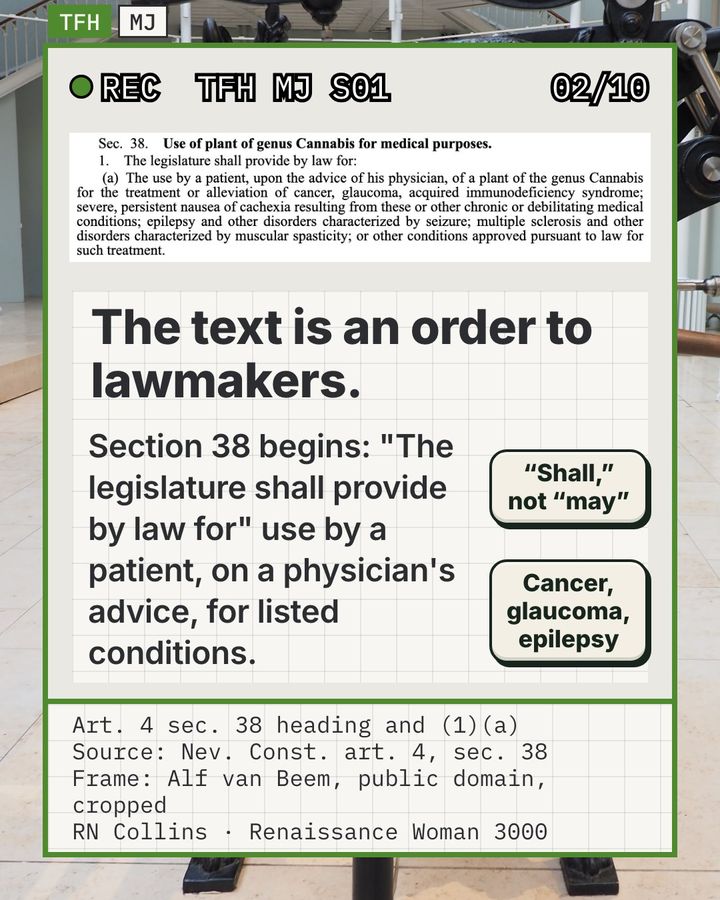 TFH MJ
REC TFH MJ S01 02/10
Sec. 38. Use of plant of genus Cannabis for medical purposes.
1. The legislature shall provide by law for:
(a) The use by a patient, upon the advice of his physician, of a plant of the genus Cannabis
for the treatment or alleviation of cancer, glaucoma, acquired immunodeficiency syndrome;
severe, persistent nausea of cachexia resulting from these or other chronic or debilitating medical
conditions; epilepsy and other disorders characterized by seizure; multiple sclerosis and other
disorders characterized by muscular spasticity; or other conditions approved pursuant to law for
such treatment.
The text is an order to
lawmakers.
Section 38 begins: "The
legislature shall provide
by law for" use by a
patient, on a physician's
advice, for listed
conditions.
“Shall,”
not “may”
Cancer,
glaucoma,
epilepsy
Art. 4 sec. 38 heading and (1)(a)
Source: Nev. Const. art. 4, sec. 38
Frame: Alf van Beem, public domain,
cropped
RN Collins · Renaissance Woman 3000